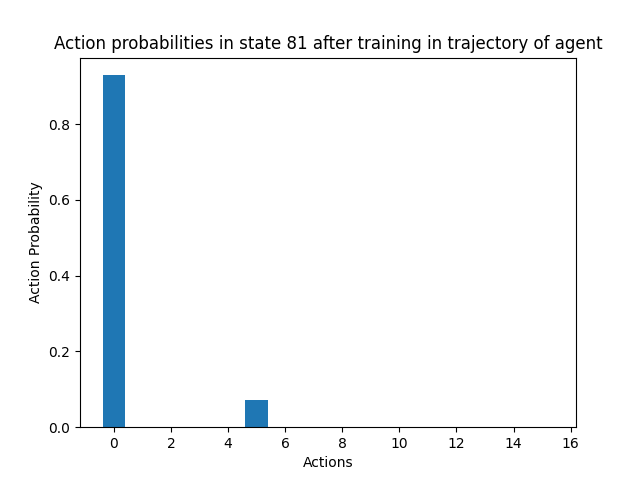 Action probabilities in state 81 after training in trajectory of agent
Action Probability
0.8
0.6
0.4
0.2
0.0
0 2 4 6 8 10 12 14 16
Actions